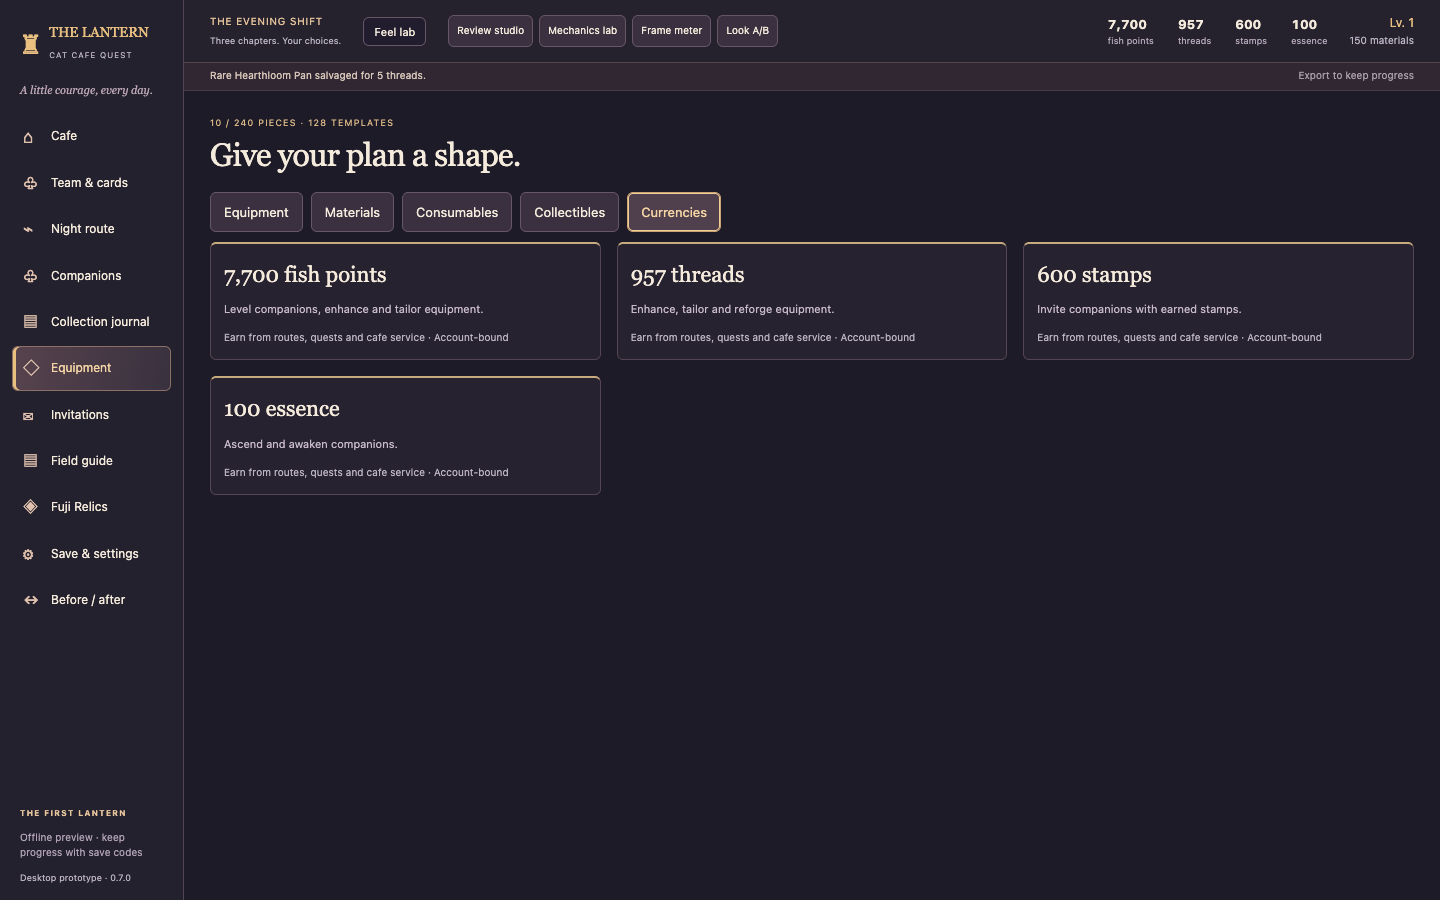 THE LANTERN
CAT CAFE QUEST
A little courage, every day.
Cafe
Team & cards
Night route
Companions
Collection journal
Equipment
Invitations
Field guide
Fuji Relics
Save & settings
Before / after
THE FIRST LANTERN
Offline preview · keep
progress with save codes
Desktop prototype · 0.7.0
THE EVENING SHIFT
Three chapters. Your choices.
Feel lab
Review studio
Mechanics lab
Frame meter
Look A/B
7,700
fish points
957
threads
600
stamps
100
essence
Lv. 1
150 materials
Rare Hearthloom Pan salvaged for 5 threads.
Export to keep progress
10 / 240 PIECES · 128 TEMPLATES
Give your plan a shape.
Equipment
Materials
Consumables
Collectibles
Currencies
7,700 fish points
Level companions, enhance and tailor equipment.
Earn from routes, quests and cafe service · Account-bound
957 threads
Enhance, tailor and reforge equipment.
Earn from routes, quests and cafe service · Account-bound
600 stamps
Invite companions with earned stamps.
Earn from routes, quests and cafe service · Account-bound
100 essence
Ascend and awaken companions.
Earn from routes, quests and cafe service · Account-bound